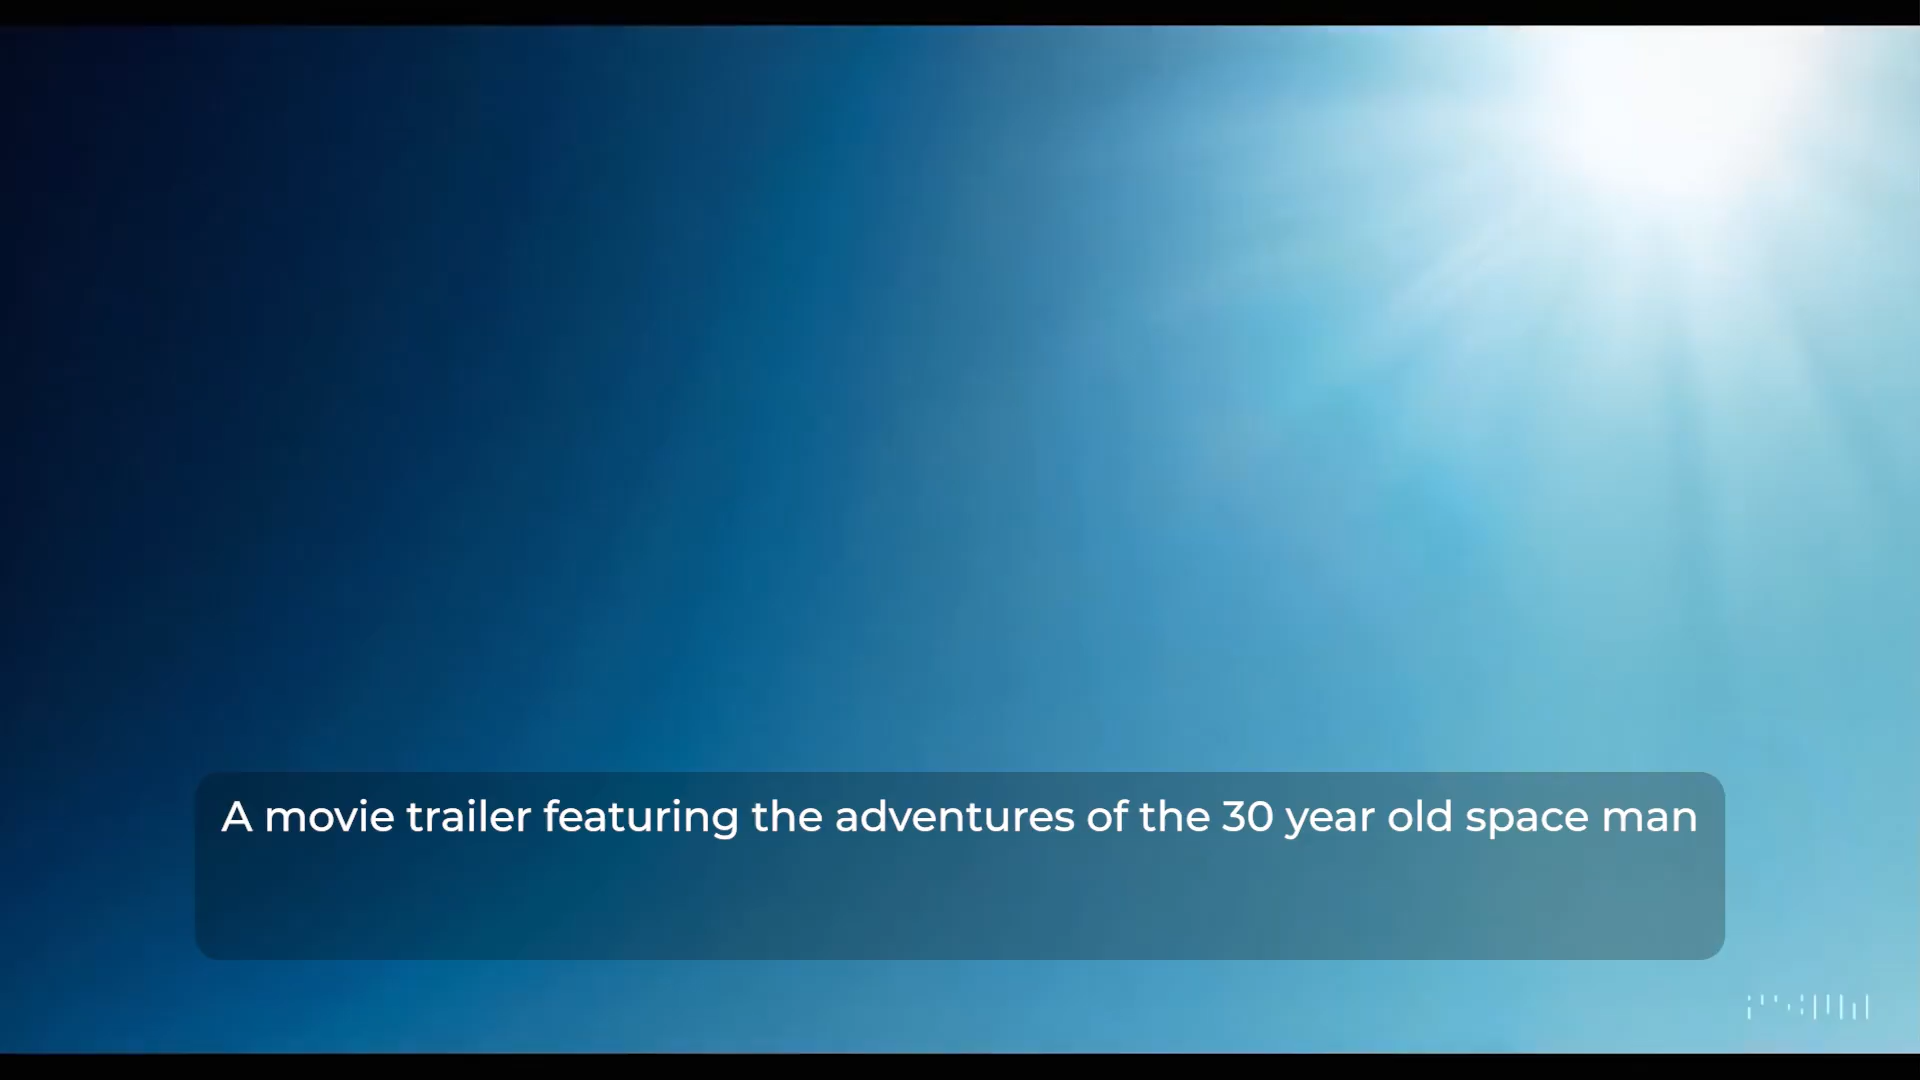 A movie trailer featuring the adventures of the 30 year old space man